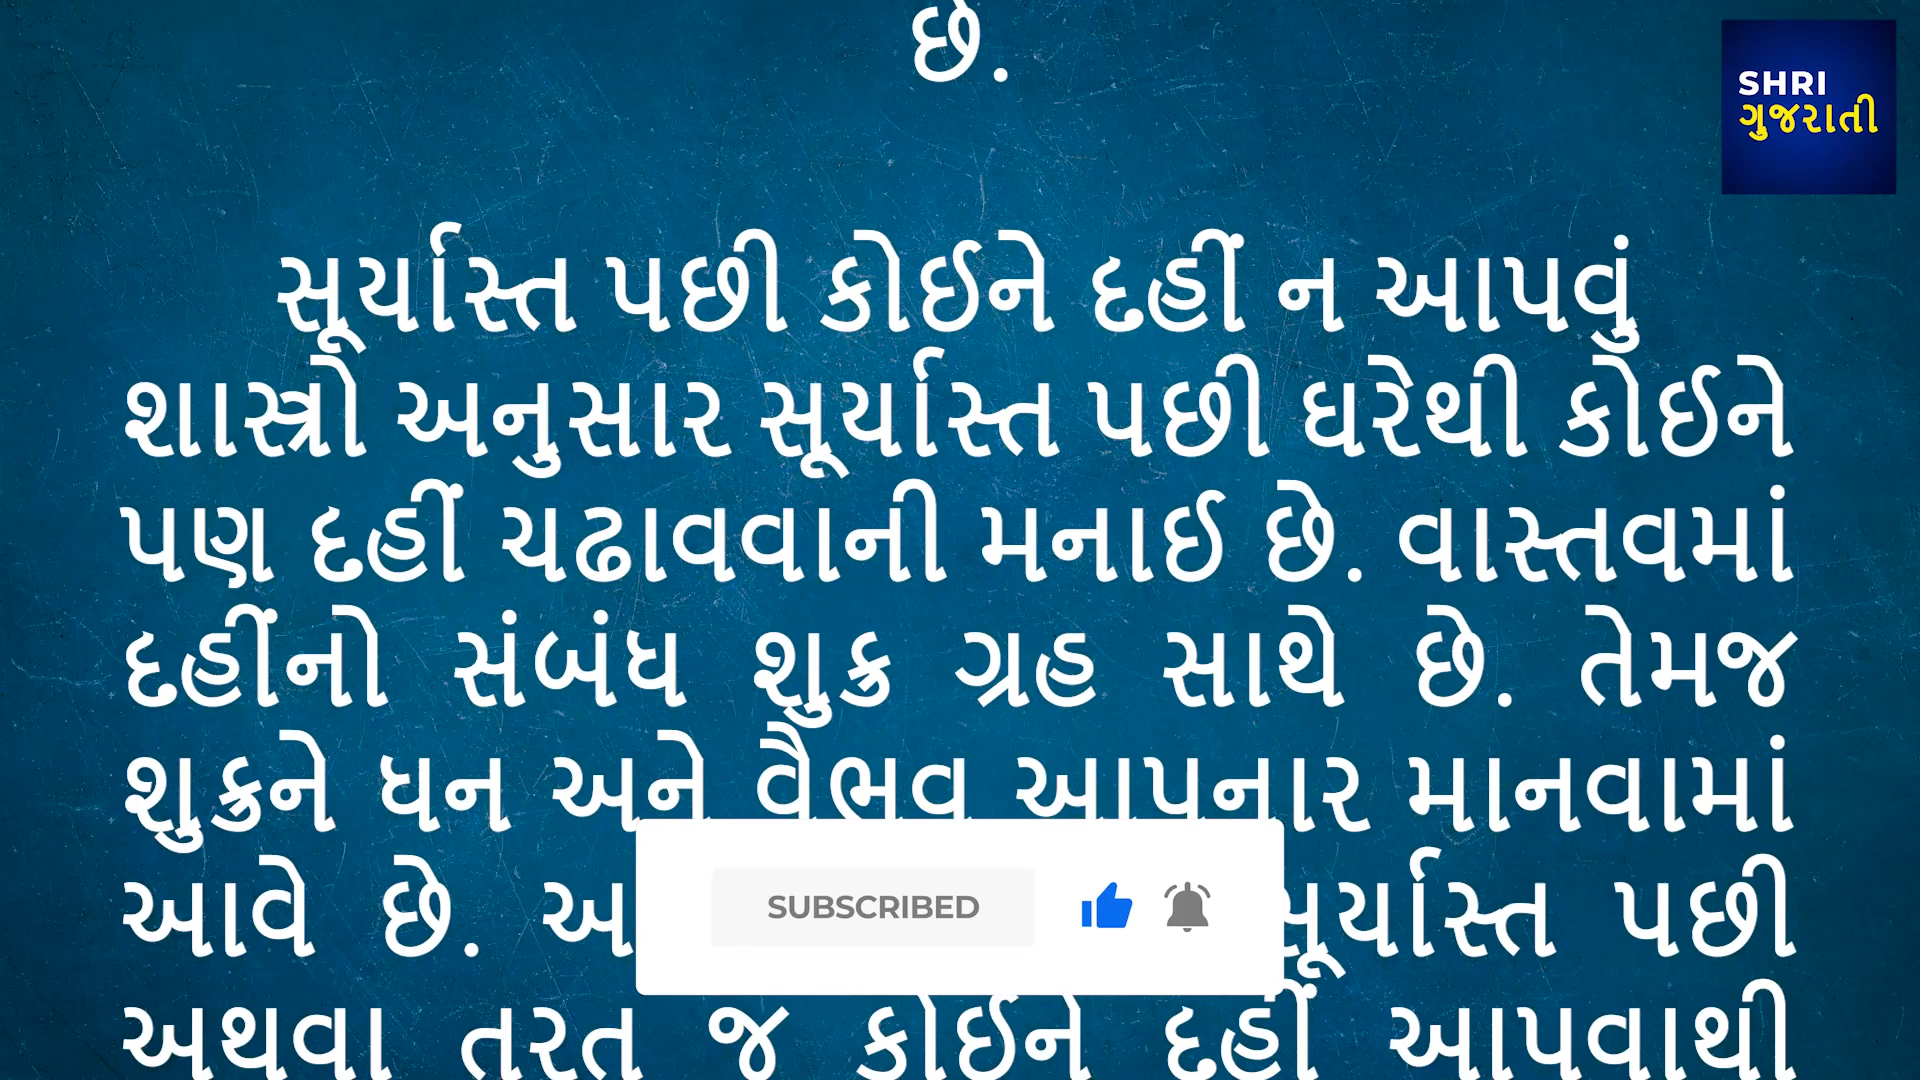 છે.
SHRI
ગુજરાતી
સૂર્યાસ્ત પછી કોઈને દહીં ન આપવું
શાસ્ત્રો અનુસાર સૂર્યાસ્ત પછી ઘરેથી કોઈને
પણ દહીં ચઢાવવાની મનાઈ છે. વાસ્તવમાં
દહીંનો સંબંધ શુક્ર ગ્રહ સાથે છે. તેમજ
શુક્રને ધન અને વૈભવ આપનાર માનવામાં
આવે છે. સૂર્યાસ્ત પછી
SUBSCRIBED
અથવા તરત જ કોઈને દહીં આપવાથી